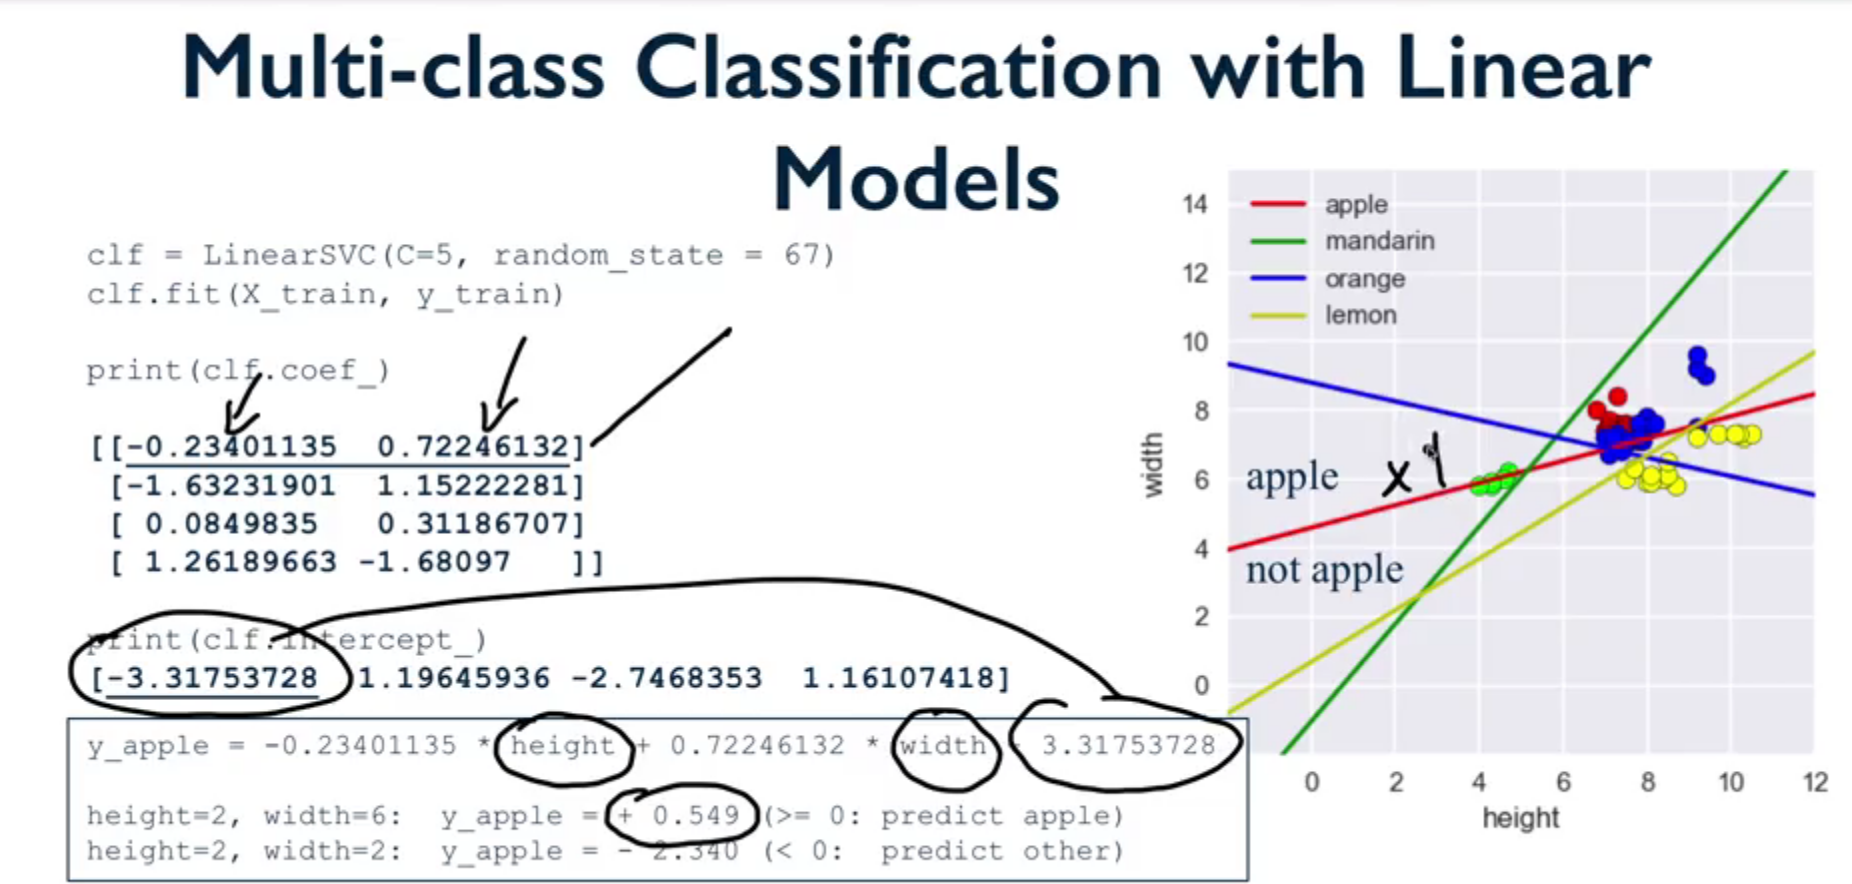 Multi-class Classification with Linear
Models
clf = LinearSVC(C=5, random_state = 67)
clf.fit(X_train, y_train)
print(clf.coef_)
[[-0.23401135 0.72246132]
[-1.63231901 1.15222281]
[ 0.0849835 0.31186707]
[ 1.26189663 -1.68097 ]]
print(clf.intercept_)
[-3.31753728 1.19645936 -2.7468353 1.16107418]
y_apple = -0.23401135 * height + 0.72246132 * width - 3.31753728
height=2, width=6: y_apple = + 0.549 (>= 0: predict apple)
height=2, width=2: y_apple = - 2.340 (< 0: predict other)
apple
mandarin
orange
lemon
14
12
10
8
6
4
2
0
width
apple
x
not apple
0 2 4 6 8 10 12
height